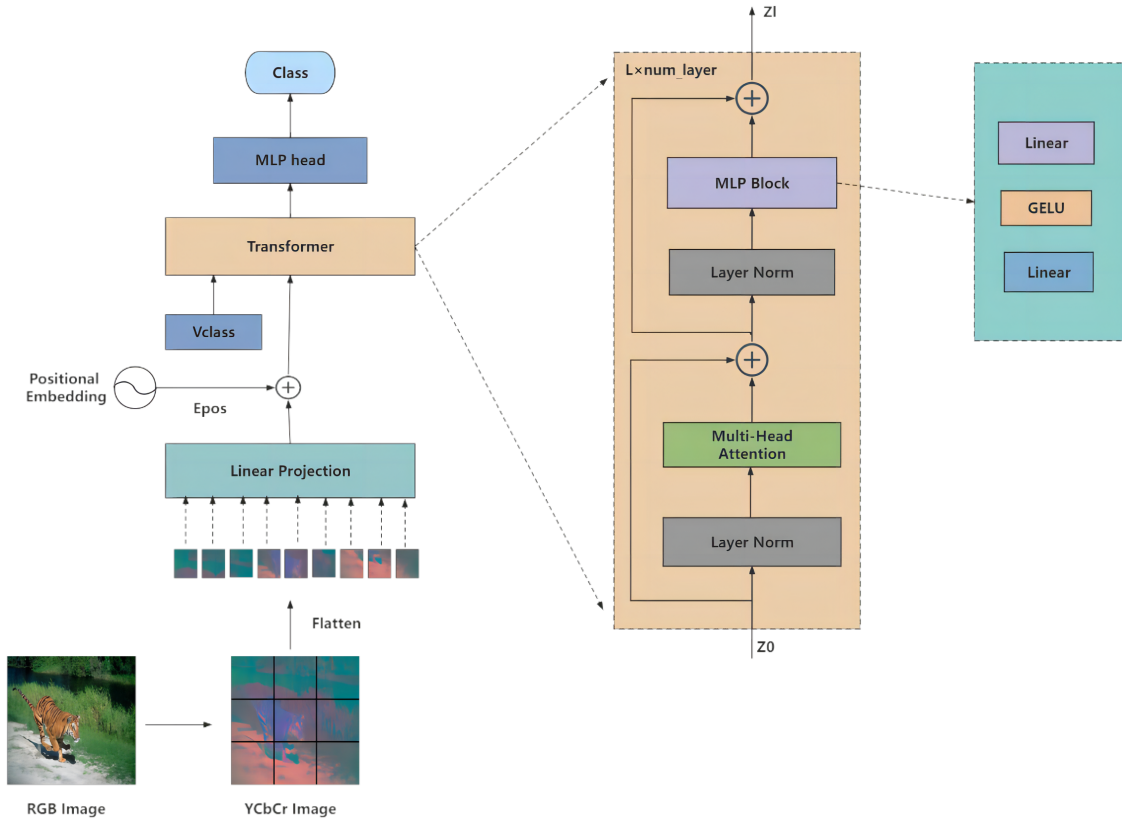 Class
MLP head
Transformer
Vclass
Positional
Embedding
Epos
Linear Projection
Flatten
RGB Image
YCbCr Image
Zl
L×num_layer
MLP Block
Layer Norm
Multi-Head
Attention
Layer Norm
Z0
Linear
GELU
Linear